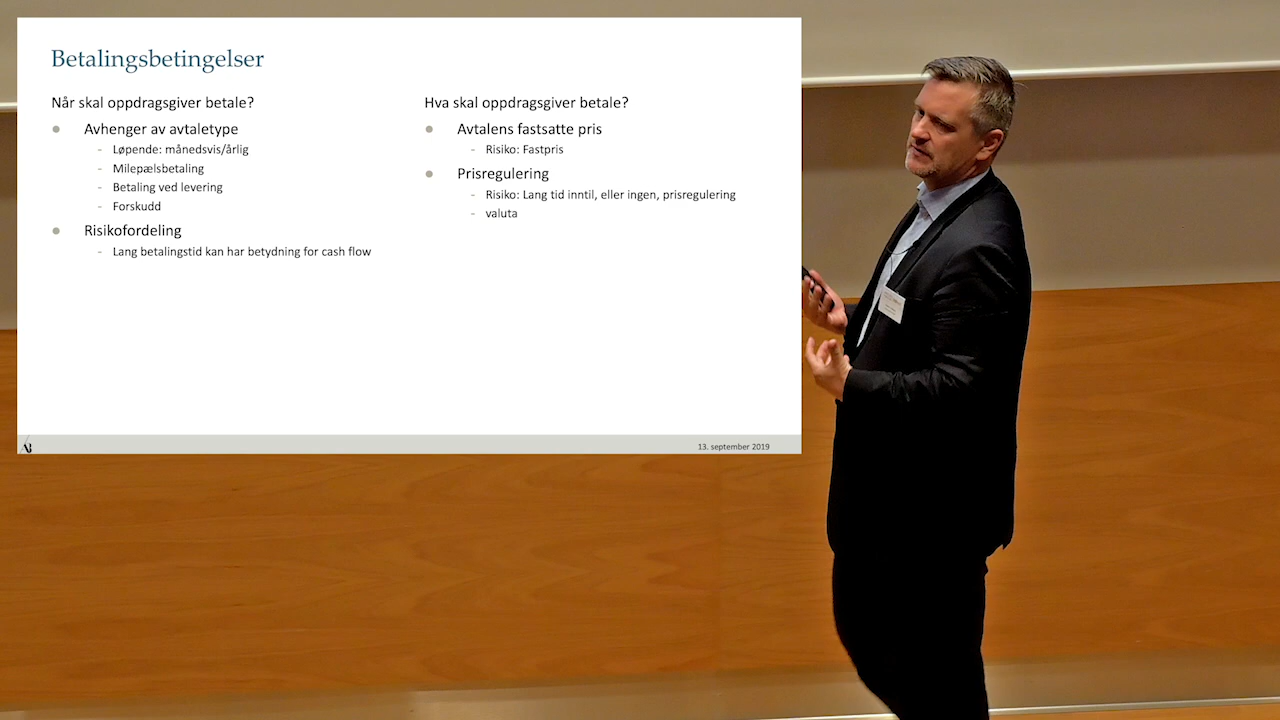 Betalingsbetingelser
Når skal oppdragsgiver betale?
Avhenger av avtaletype
- Løpende: månedsvis/årlig
- Milepælsbetaling
- Betaling ved levering
- Forskudd
Risikofordeling
- Lang betalingstid kan har betydning for cash flow
Hva skal oppdragsgiver betale?
Avtalens fastsatte pris
- Risiko: Fastpris
Prisregulering
- Risiko: Lang tid inntil, eller ingen, prisregulering
- valuta
AB
13. september 2019